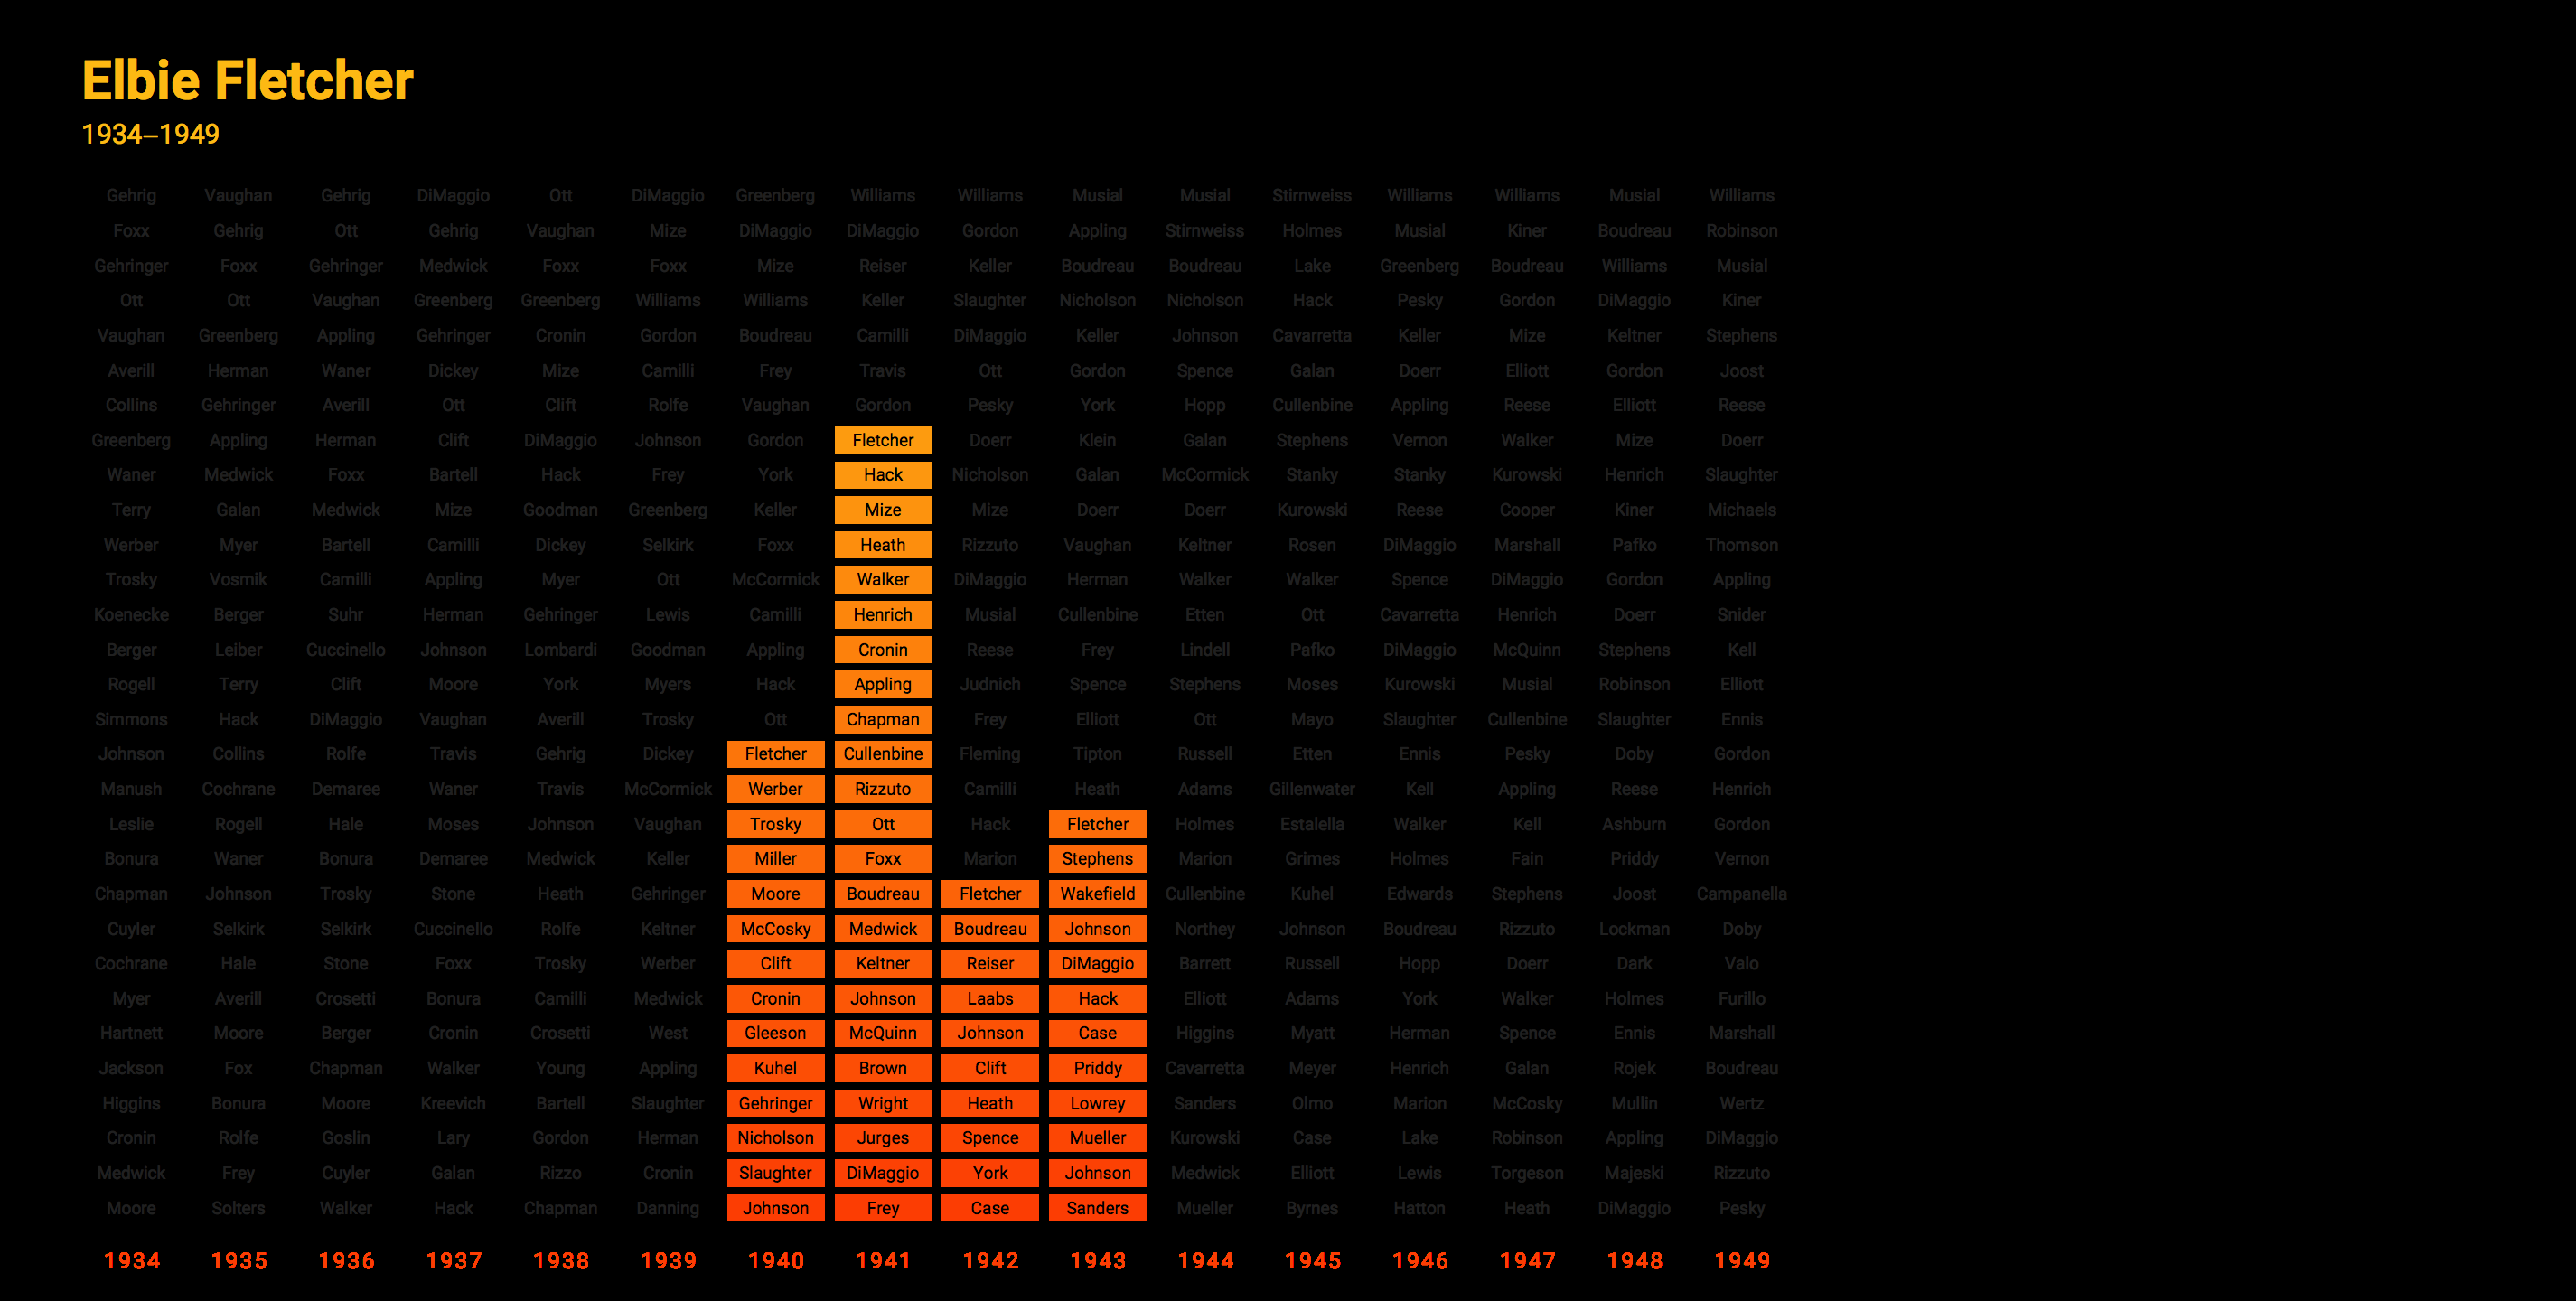 Elbie Fletcher
1934–1949
Gehrig Vaughan Gehrig DiMaggio Ott DiMaggio Greenberg Williams Williams Musial Musial Stirnweiss Williams Williams Musial Williams
Foxx Gehrig Ott Gehrig Vaughan Mize DiMaggio DiMaggio Gordon Appling Stirnweiss Holmes Musial Kiner Boudreau Robinson
Gehringer Foxx Gehringer Medwick Foxx Foxx Mize Reiser Keller Boudreau Boudreau Lake Greenberg Boudreau Williams Musial
Ott Ott Vaughan Greenberg Greenberg Williams Williams Keller Slaughter Nicholson Nicholson Hack Pesky Gordon DiMaggio Kiner
Vaughan Greenberg Appling Gehringer Cronin Gordon Boudreau Camilli DiMaggio Keller Johnson Cavarretta Keller Mize Keltner Stephens
Averill Herman Waner Dickey Mize Camilli Frey Travis Ott Gordon Spence Galan Doerr Elliott Gordon Joost
Collins Gehringer Averill Ott Clift Rolfe Vaughan Gordon Pesky York Hopp Cullenbine Appling Reese Elliott Reese
Greenberg Appling Herman Clift DiMaggio Johnson Gordon Fletcher Doerr Klein Galan Stephens Vernon Walker Mize Doerr
Waner Medwick Foxx Bartell Hack Frey York Hack Nicholson Galan McCormick Stanky Stanky Kurowski Henrich Slaughter
Terry Galan Medwick Mize Goodman Greenberg Keller Mize Mize Doerr Doerr Kurowski Reese Cooper Kiner Michaels
Werber Myer Bartell Camilli Dickey Selkirk Foxx Heath Rizzuto Vaughan Keltner Rosen DiMaggio Marshall Pafko Thomson
Trosky Vosmik Camilli Appling Myer Ott McCormick Walker DiMaggio Herman Walker Walker Spence DiMaggio Gordon Appling
Koenecke Berger Suhr Herman Gehringer Lewis Camilli Henrich Musial Cullenbine Etten Ott Cavarretta Henrich Doerr Snider
Berger Leiber Cuccinello Johnson Lombardi Goodman Appling Cronin Reese Frey Lindell Pafko DiMaggio McQuinn Stephens Kell
Rogell Terry Clift Moore York Myers Hack Appling Judnich Spence Stephens Moses Kurowski Musial Robinson Elliott
Simmons Hack DiMaggio Vaughan Averill Trosky Ott Chapman Frey Elliott Ott Mayo Slaughter Cullenbine Slaughter Ennis
Johnson Collins Rolfe Travis Gehrig Dickey Fletcher Cullenbine Fleming Tipton Russell Etten Ennis Pesky Doby Gordon
Manush Cochrane Demaree Waner Travis McCormick Werber Rizzuto Camilli Heath Adams Gillenwater Kell Appling Reese Henrich
Leslie Rogell Hale Moses Johnson Vaughan Trosky Ott Hack Fletcher Holmes Estalella Walker Kell Ashburn Gordon
Bonura Waner Bonura Demaree Medwick Keller Miller Foxx Marion Stephens Marion Grimes Holmes Fain Priddy Vernon
Chapman Johnson Trosky Stone Heath Gehringer Moore Boudreau Fletcher Wakefield Cullenbine Kuhel Edwards Stephens Joost Campanella
Cuyler Selkirk Selkirk Cuccinello Rolfe Keltner McCosky Medwick Boudreau Johnson Northey Johnson Boudreau Rizzuto Lockman Doby
Cochrane Hale Stone Foxx Trosky Werber Clift Keltner Reiser DiMaggio Barrett Russell Hopp Doerr Dark Valo
Myer Averill Crosetti Bonura Camilli Medwick Cronin Johnson Laabs Hack Elliott Adams York Walker Holmes Furillo
Hartnett Moore Berger Cronin Crosetti West Gleeson McQuinn Johnson Case Higgins Myatt Herman Spence Ennis Marshall
Jackson Fox Chapman Walker Young Appling Kuhel Brown Clift Priddy Cavarretta Meyer Henrich Galan Rojek Boudreau
Higgins Bonura Moore Kreevich Bartell Slaughter Gehringer Wright Heath Lowrey Sanders Olmo Marion McCosky Mullin Wertz
Cronin Rolfe Goslin Lary Gordon Herman Nicholson Jurges Spence Mueller Kurowski Case Lake Robinson Appling DiMaggio
Medwick Frey Cuyler Galan Rizzo Cronin Slaughter DiMaggio York Johnson Medwick Elliott Lewis Torgeson Majeski Rizzuto
Moore Solters Walker Hack Chapman Danning Johnson Frey Case Sanders Mueller Byrnes Hatton Heath DiMaggio Pesky
1934 1935 1936 1937 1938 1939 1940 1941 1942 1943 1944 1945 1946 1947 1948 1949